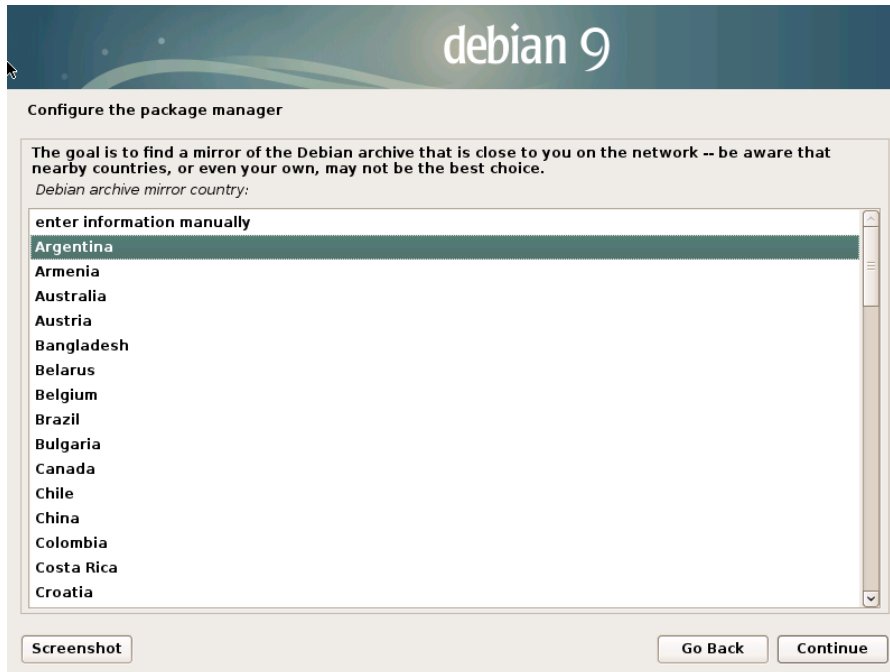 debian 9
Configure the package manager
The goal is to find a mirror of the Debian archive that is close to you on the network -- be aware that
nearby countries, or even your own, may not be the best choice.
Debian archive mirror country:
enter information manually
Argentina
Armenia
Australia
Austria
Bangladesh
Belarus
Belgium
Brazil
Bulgaria
Canada
Chile
China
Colombia
Costa Rica
Croatia
Screenshot
Go Back
Continue